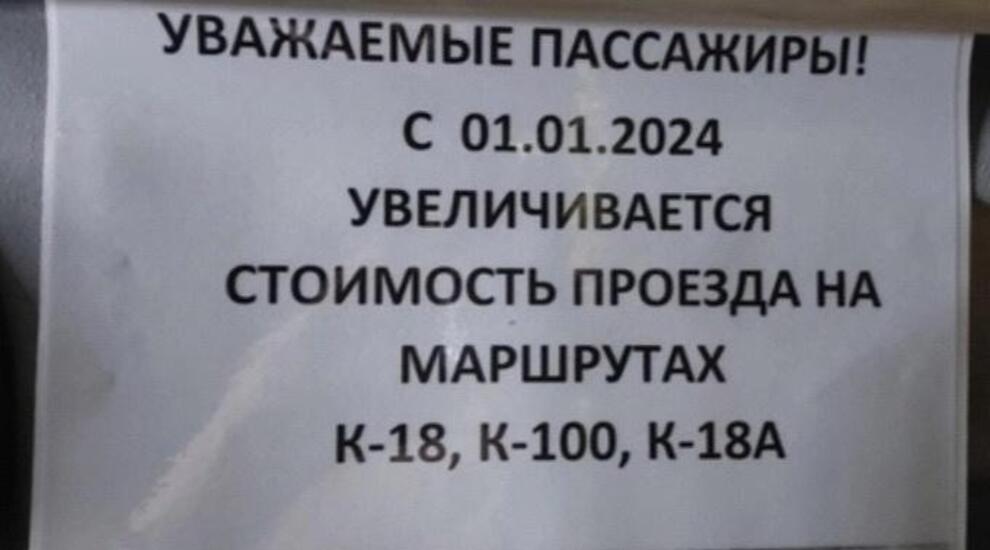 УВАЖАЕМЫЕ ПАССАЖИРЫ!
С 01.01.2024
УВЕЛИЧИВАЕТСЯ
СТОИМОСТЬ ПРОЕЗДА НА
МАРШРУТАХ
К-18, К-100, К-18А